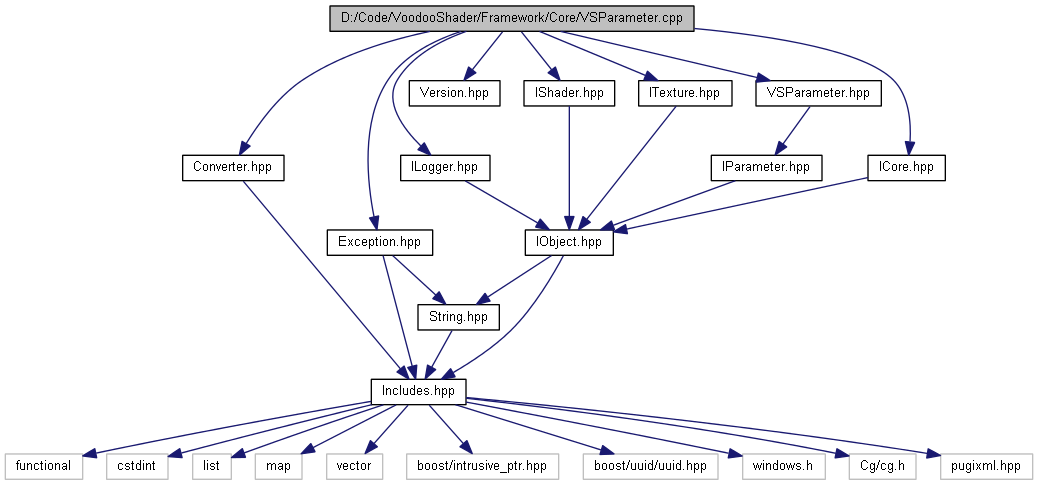 D:/Code/VoodooShader/Framework/Core/VSParameter.cpp
Version.hpp
IShader.hpp
ITexture.hpp
VSParameter.hpp
Converter.hpp
ILogger.hpp
IParameter.hpp
ICore.hpp
Exception.hpp
IObject.hpp
String.hpp
Includes.hpp
functional
cstdint
list
map
vector
boost/intrusive_ptr.hpp
boost/uuid/uuid.hpp
windows.h
Cg/cg.h
pugixml.hpp